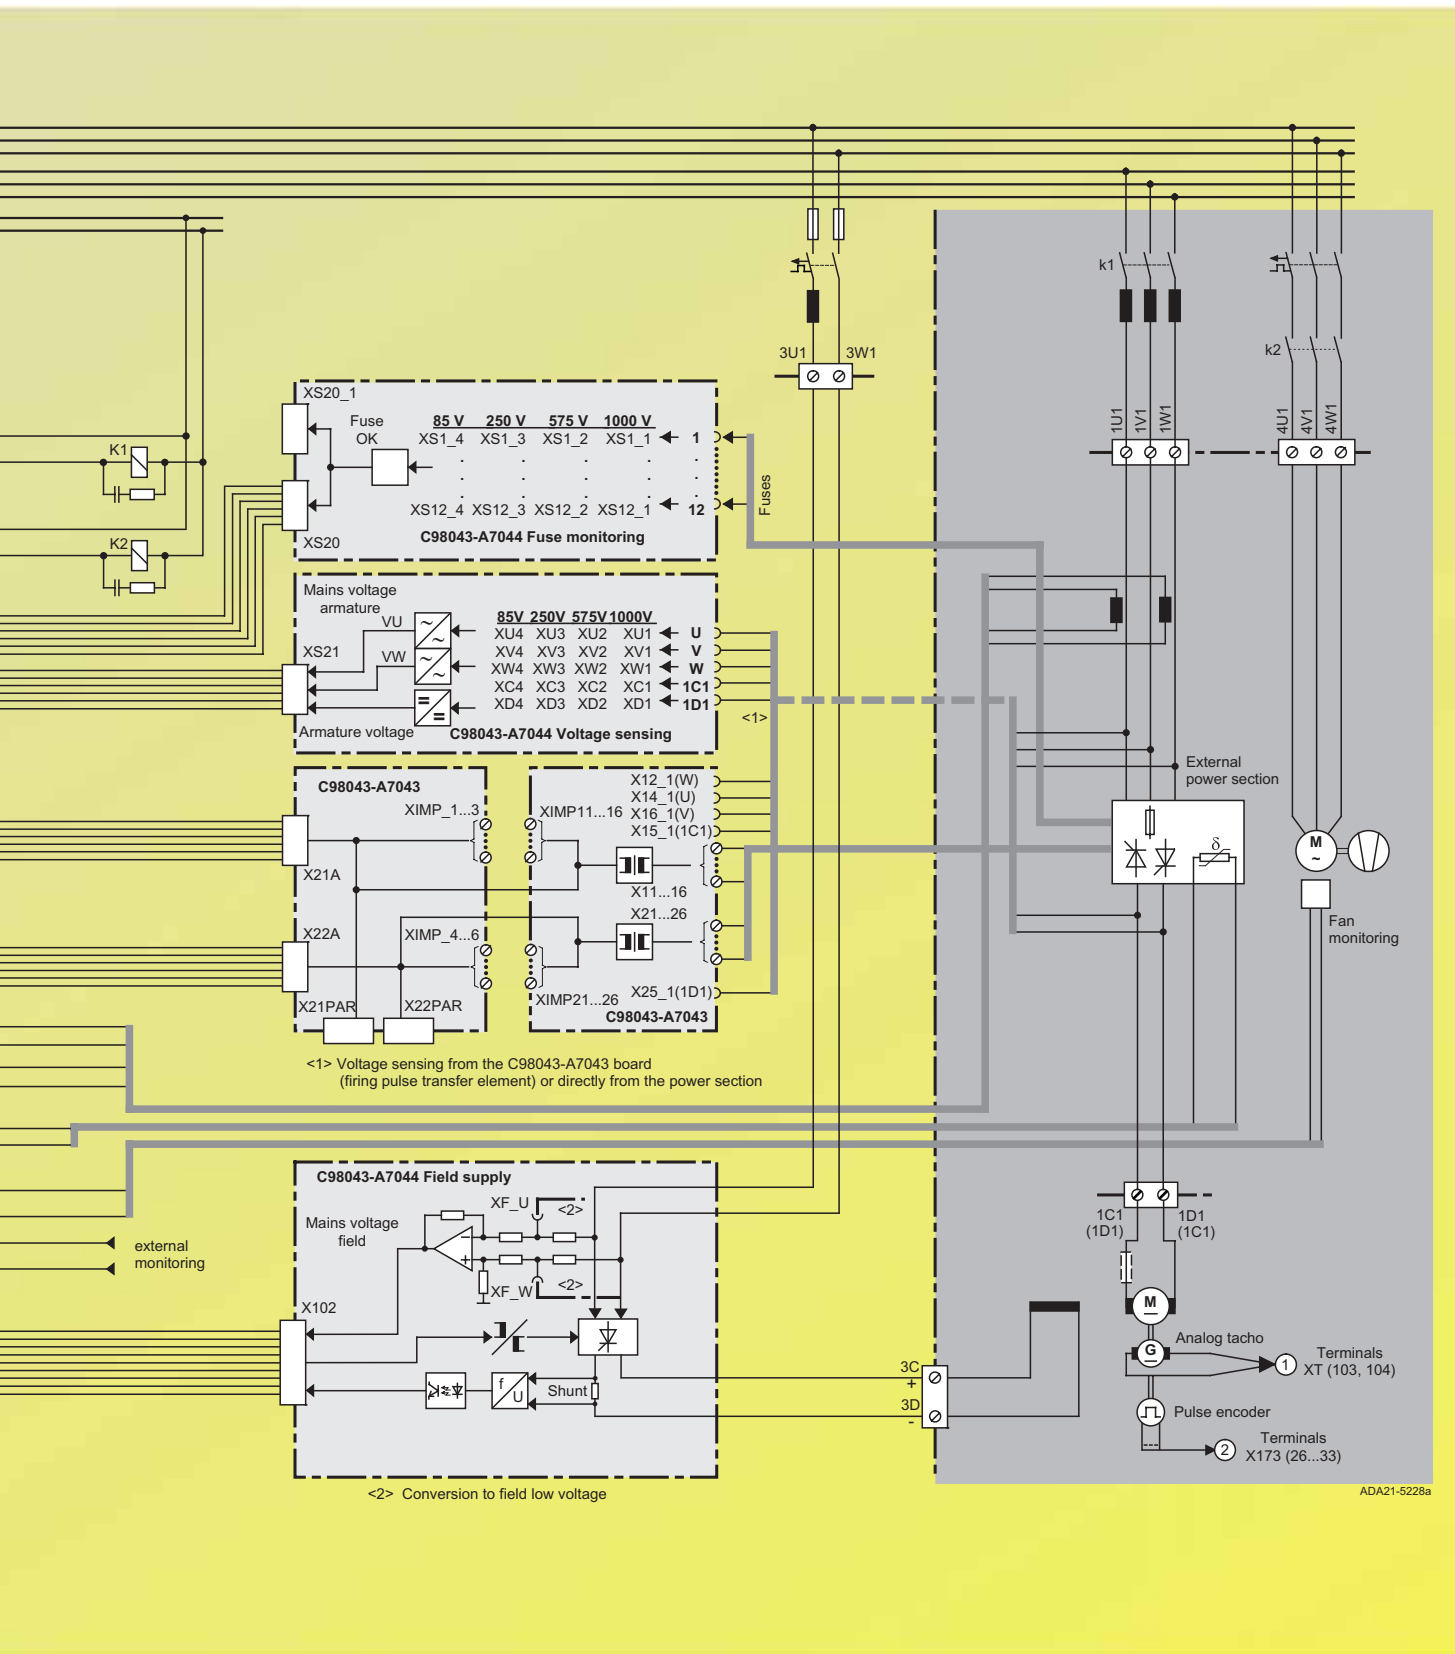 k1
k2
3U1 3W1
1U1
1V1
1W1
4U1
4V1
4W1
XS20_1
Fuse
OK
85 V 250 V 575 V 1000 V
XS1_4 XS1_3 XS1_2 XS1_1 1
XS12_4 XS12_3 XS12_2 XS12_1 12
C98043-A7044 Fuse monitoring
XS20
Fuses
K1
K2
Mains voltage
armature
VU
VW
XS21
85V 250V 575V 1000V
XU4 XU3 XU2 XU1 U
XV4 XV3 XV2 XV1 V
XW4 XW3 XW2 XW1 W
XC4 XC3 XC2 XC1 1C1
XD4 XD3 XD2 XD1 1D1
Armature voltage
C98043-A7044 Voltage sensing
<1>
C98043-A7043
XIMP_1...3
X21A
X22A
XIMP_4...6
X21PAR
X22PAR
XIMP11...16
X12_1(W)
X14_1(U)
X16_1(V)
X15_1(1C1)
X11...16
X21...26
XIMP21...26
X25_1(1D1)
C98043-A7043
External
power section
δ
M
~
Fan
monitoring
<1> Voltage sensing from the C98043-A7043 board
(firing pulse transfer element) or directly from the power section
external
monitoring
C98043-A7044 Field supply
Mains voltage
field
XF_U
<2>
XF_W
<2>
X102
f
U
Shunt
3C
+
3D
-
1C1
(1D1)
1D1
(1C1)
M
G
Analog tacho
1
Terminals
XT (103, 104)
Pulse encoder
2
Terminals
X173 (26...33)
<2> Conversion to field low voltage
ADA21-5228a